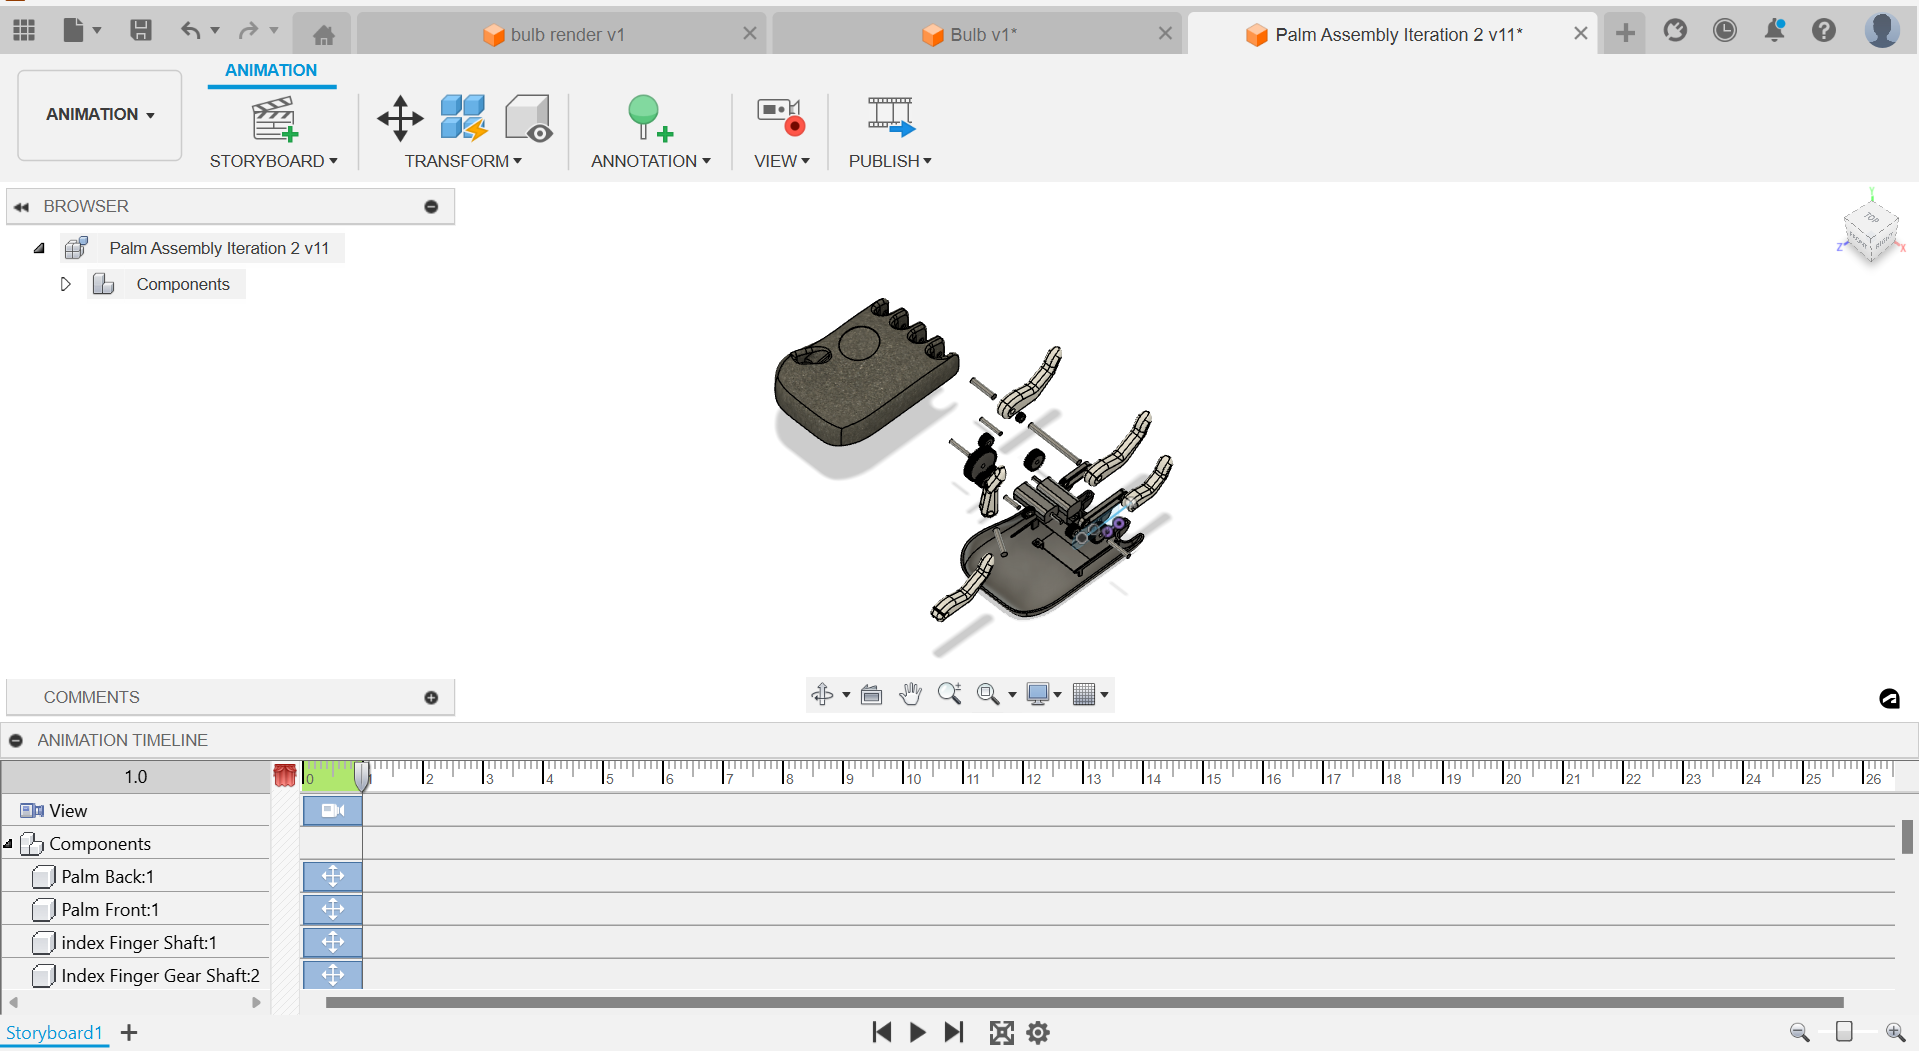 bulb render v1
Bulb v1*
Palm Assembly Iteration 2 v11*
ANIMATION
ANIMATION
STORYBOARD
TRANSFORM
ANNOTATION
VIEW
PUBLISH
BROWSER
Palm Assembly Iteration 2 v11
Components
Y
TOP
FRONT
RIGHT
Z
X
COMMENTS
ANIMATION TIMELINE
1.0
0 1 2 3 4 5 6 7 8 9 10 11 12 13 14 15 16 17 18 19 20 21 22 23 24 25 26
View
Components
Palm Back:1
Palm Front:1
index Finger Shaft:1
Index Finger Gear Shaft:2
Storyboard1